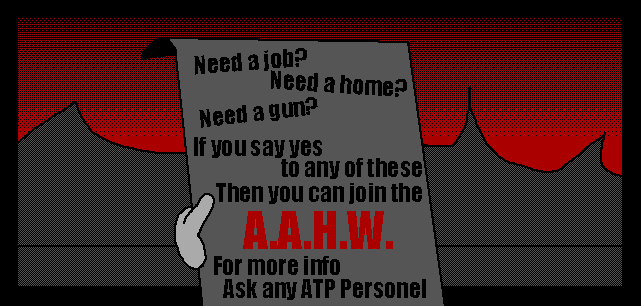 Need a job?
Need a home?
Need a gun?
If you say yes
to any of these
Then you can join the
A.A.H.W.
For more info
Ask any ATP Personel